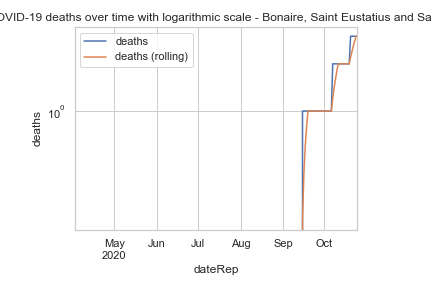 OVID-19 deaths over time with logarithmic scale - Bonaire, Saint Eustatius and Sa
deaths
deaths (rolling)
10⁰
deaths
May
2020
Jun
Jul
Aug
Sep
Oct
dateRep